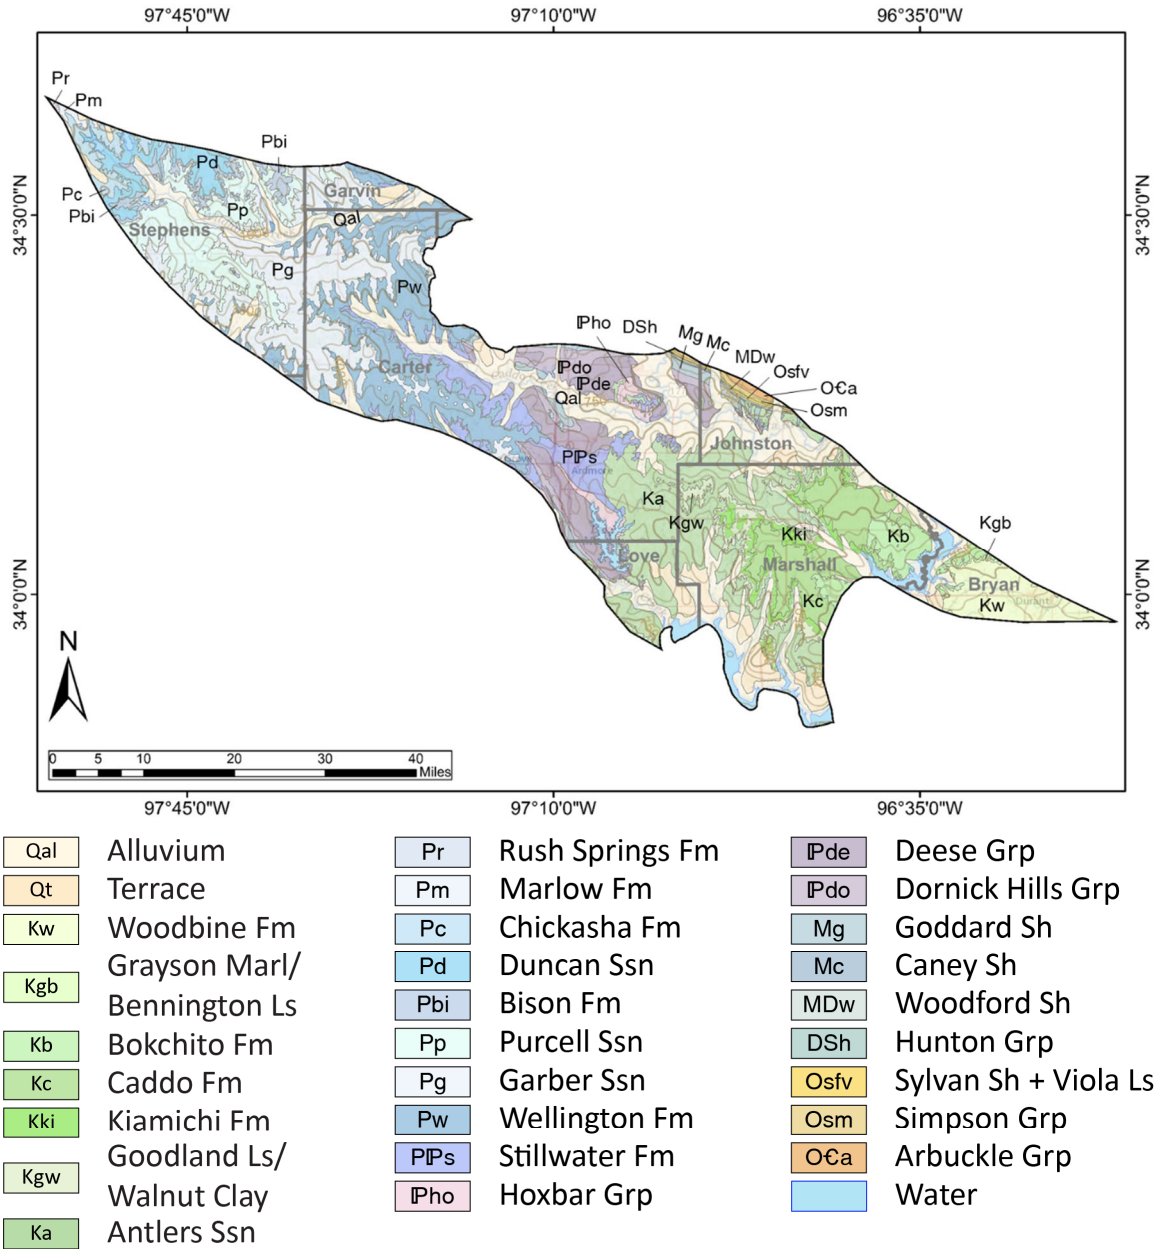 97°45'0"W 97°10'0"W 96°35'0"W
34°30'0"N 34°30'0"N
34°0'0"N 34°0'0"N
Pr
Pm
Pbi
Pd
Pc
Pbi
Pp
Stephens
Garvin
Qal
Pg
Pw
Carter
ℙho DSh Mg Mc
MDw
Osfv
O€a
Osm
ℙdo
ℙde
Qal
Johnston
PℙPs
Ardmore
Ka
Kgw
Kki
Kb
Kgb
Love
Marshall
Bryan
Kc
Kw
Durant
N
0 5 10 20 30 40
Miles
97°45'0"W 97°10'0"W 96°35'0"W
Qal Alluvium
Qt Terrace
Kw Woodbine Fm
Kgb Grayson Marl/
Bennington Ls
Kb Bokchito Fm
Kc Caddo Fm
Kki Kiamichi Fm
Kgw Goodland Ls/
Walnut Clay
Ka Antlers Ssn
Pr Rush Springs Fm
Pm Marlow Fm
Pc Chickasha Fm
Pd Duncan Ssn
Pbi Bison Fm
Pp Purcell Ssn
Pg Garber Ssn
Pw Wellington Fm
PℙPs Stillwater Fm
ℙho Hoxbar Grp
ℙde Deese Grp
ℙdo Dornick Hills Grp
Mg Goddard Sh
Mc Caney Sh
MDw Woodford Sh
DSh Hunton Grp
Osfv Sylvan Sh + Viola Ls
Osm Simpson Grp
O€a Arbuckle Grp
Water